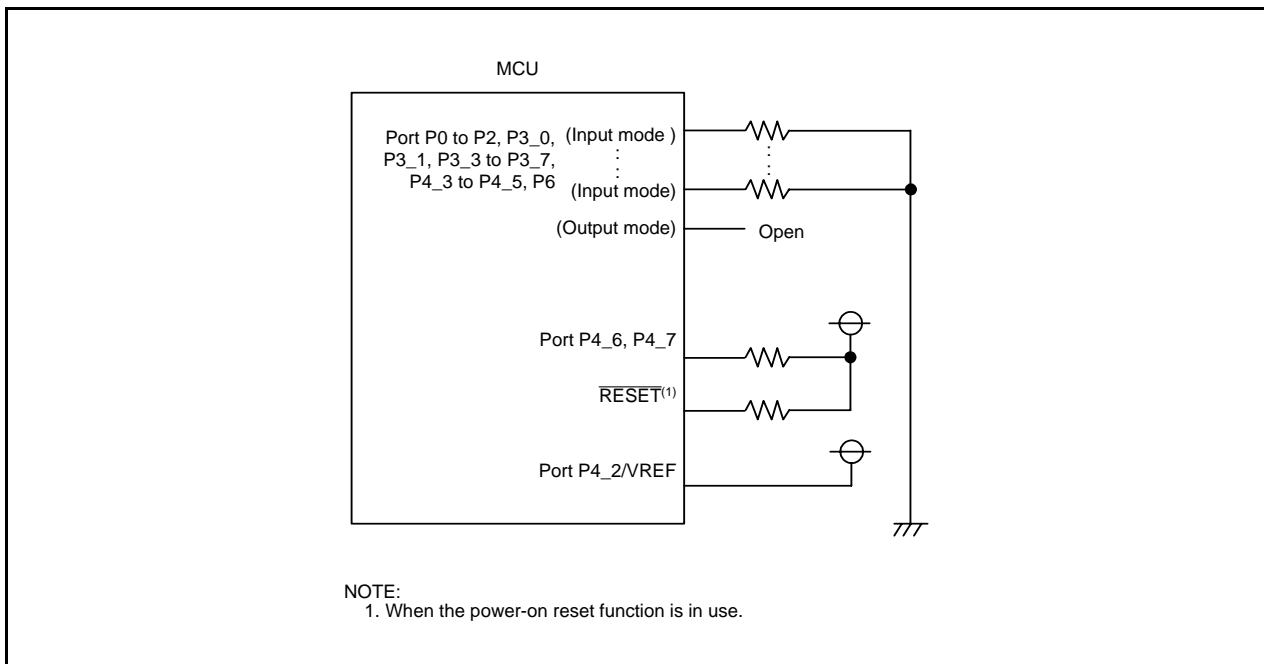 MCU
Port P0 to P2, P3_0,
P3_1, P3_3 to P3_7,
P4_3 to P4_5, P6
(Input mode )
(Input mode)
(Output mode)
Open
Port P4_6, P4_7
RESET(1)
Port P4_2/VREF
NOTE:
1. When the power-on reset function is in use.